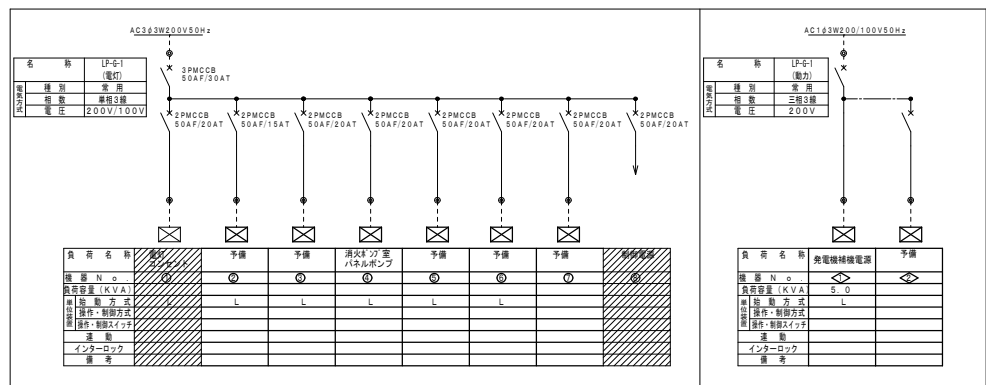 AC3φ3W200V50Hz
名 称 LP-G-1
(電灯)
電気方式 種 別 常 用
相 数 単相3線
電 圧 200V/100V
3PMCCB
50AF/30AT
2PMCCB
50AF/20AT
2PMCCB
50AF/15AT
2PMCCB
50AF/20AT
2PMCCB
50AF/20AT
2PMCCB
50AF/20AT
2PMCCB
50AF/20AT
2PMCCB
50AF/20AT
2PMCCB
50AF/20AT
負 荷 名 称 電灯 コンセント 予備 予備 消火ポンプ室 パネルポンプ 予備 予備 予備 制御電源
機 器 No ① ② ③ ④ ⑤ ⑥ ⑦ ⑧
負荷容量(KVA)
単位装置 始 動 方 式 L L L L L L
操作・制御方式
操作・制御スイッチ
連 動
インターロック
備 考
AC1φ3W200/100V50Hz
名 称 LP-G-1
(動力)
電気方式 種 別 常 用
相 数 三相3線
電 圧 200V
負 荷 名 称 発電機補機電源 予備
機 器 No 1 2
負荷容量(KVA) 5.0
単位装置 始 動 方 式 L
操作・制御方式
操作・制御スイッチ
連 動
インターロック
備 考